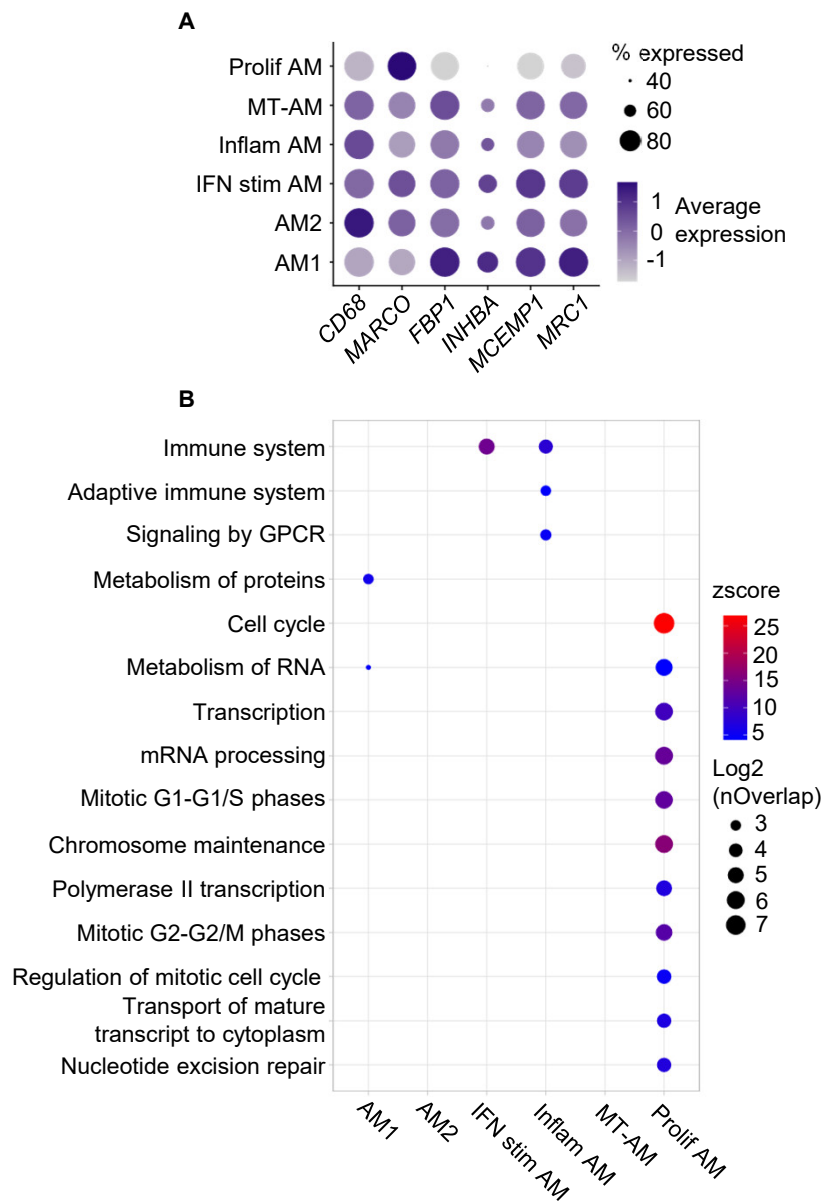 A
Prolif AM
MT-AM
Inflam AM
IFN stim AM
AM2
AM1
CD68
MARCO
FBP1
INHBA
MCEMP1
MRC1
% expressed
40
60
80
1
0
-1
Average
expression
B
Immune system
Adaptive immune system
Signaling by GPCR
Metabolism of proteins
Cell cycle
Metabolism of RNA
Transcription
mRNA processing
Mitotic G1-G1/S phases
Chromosome maintenance
Polymerase II transcription
Mitotic G2-G2/M phases
Regulation of mitotic cell cycle
Transport of mature
transcript to cytoplasm
Nucleotide excision repair
AM1
AM2
IFN stim AM
Inflam AM
MT-AM
Prolif AM
zscore
25
20
15
10
5
Log2
(nOverlap)
3
4
5
6
7